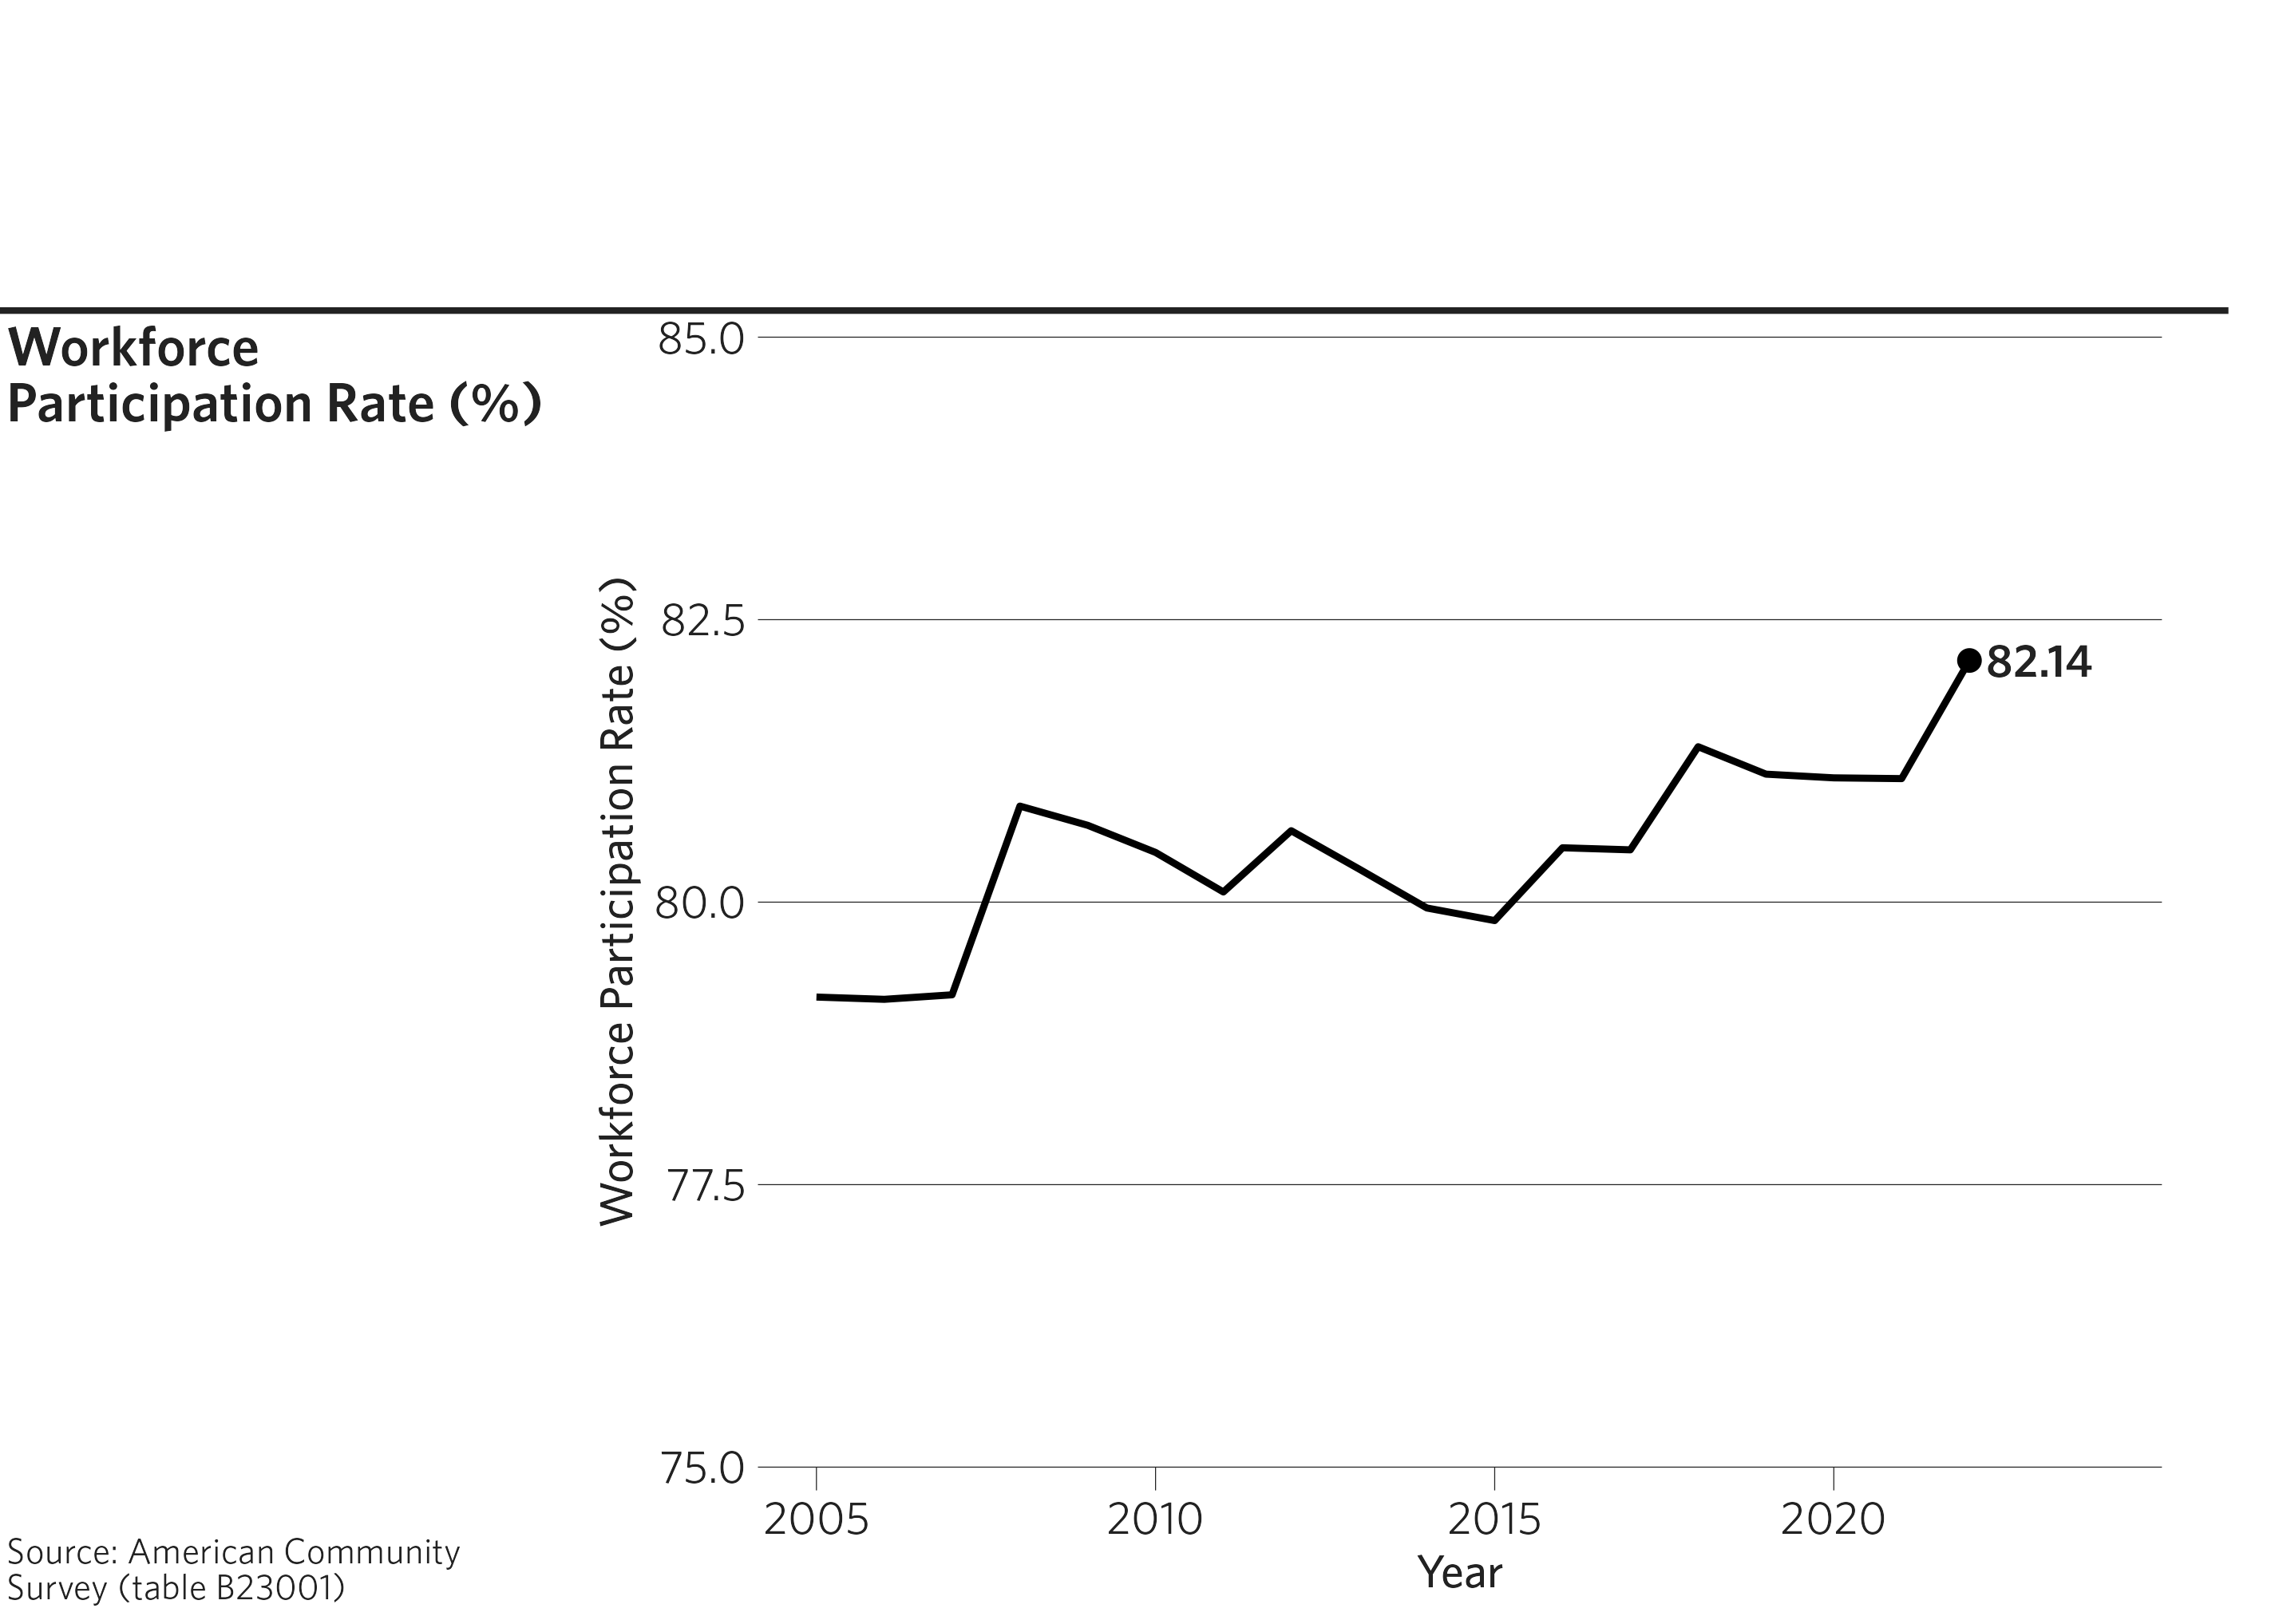 Workforce
Participation Rate (%)
Workforce Participation Rate (%)
85.0
82.5
80.0
77.5
75.0
82.14
2005 2010 2015 2020
Year
Source: American Community
Survey (table B23001)